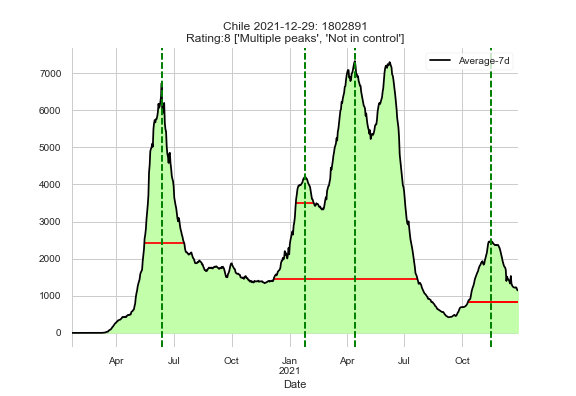 Chile 2021-12-29: 1802891
Rating:8 ['Multiple peaks', 'Not in control']
Average-7d
7000
6000
5000
4000
3000
2000
1000
0
Apr Jul Oct Jan Apr Jul Oct
2021
Date